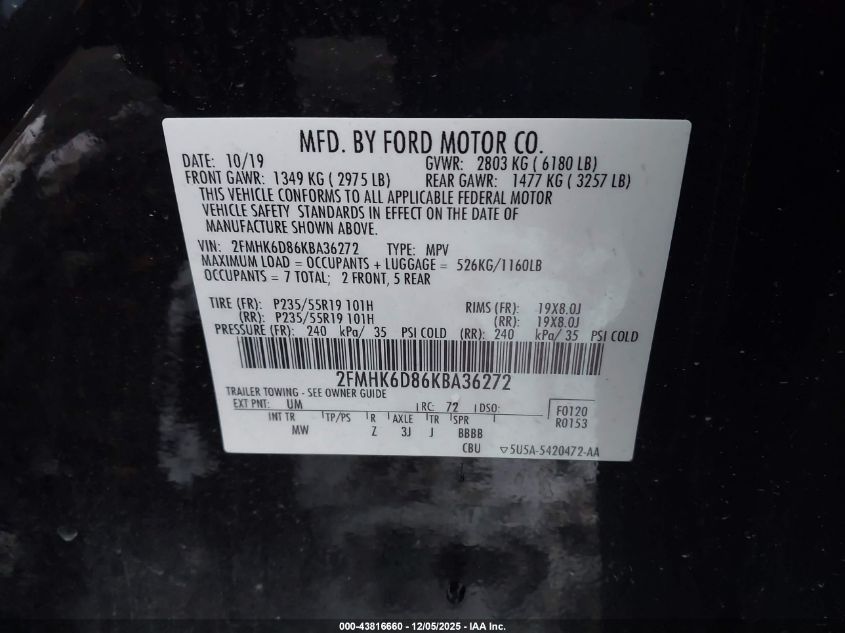 MFD. BY FORD MOTOR CO.
DATE: 10/19 GVWR: 2803 KG ( 6180 LB)
FRONT GAWR: 1349 KG ( 2975 LB) REAR GAWR: 1477 KG ( 3257 LB)
THIS VEHICLE CONFORMS TO ALL APPLICABLE FEDERAL MOTOR
VEHICLE SAFETY STANDARDS IN EFFECT ON THE DATE OF
MANUFACTURE SHOWN ABOVE.
VIN: 2FMHK6D86KBA36272 TYPE: MPV
MAXIMUM LOAD = OCCUPANTS + LUGGAGE = 526KG/1160LB
OCCUPANTS = 7 TOTAL; 2 FRONT, 5 REAR
TIRE (FR): P235/55R19 101H RIMS (FR): 19X8.0J
(RR): P235/55R19 101H (RR): 19X8.0J
PRESSURE (FR): 240 kPa/ 35 PSI COLD (RR): 240 kPa/ 35 PSI COLD
2FMHK6D86KBA36272
TRAILER TOWING - SEE OWNER GUIDE
EXT PNT: UM RC: 72 DSO: F0120
INT TR TP/PS R AXLE TR SPR R0153
MW Z 3J J BBBB
CBU ▽5U5A-5420472-AA
000-43816660 - 12/05/2025 - IAA Inc.